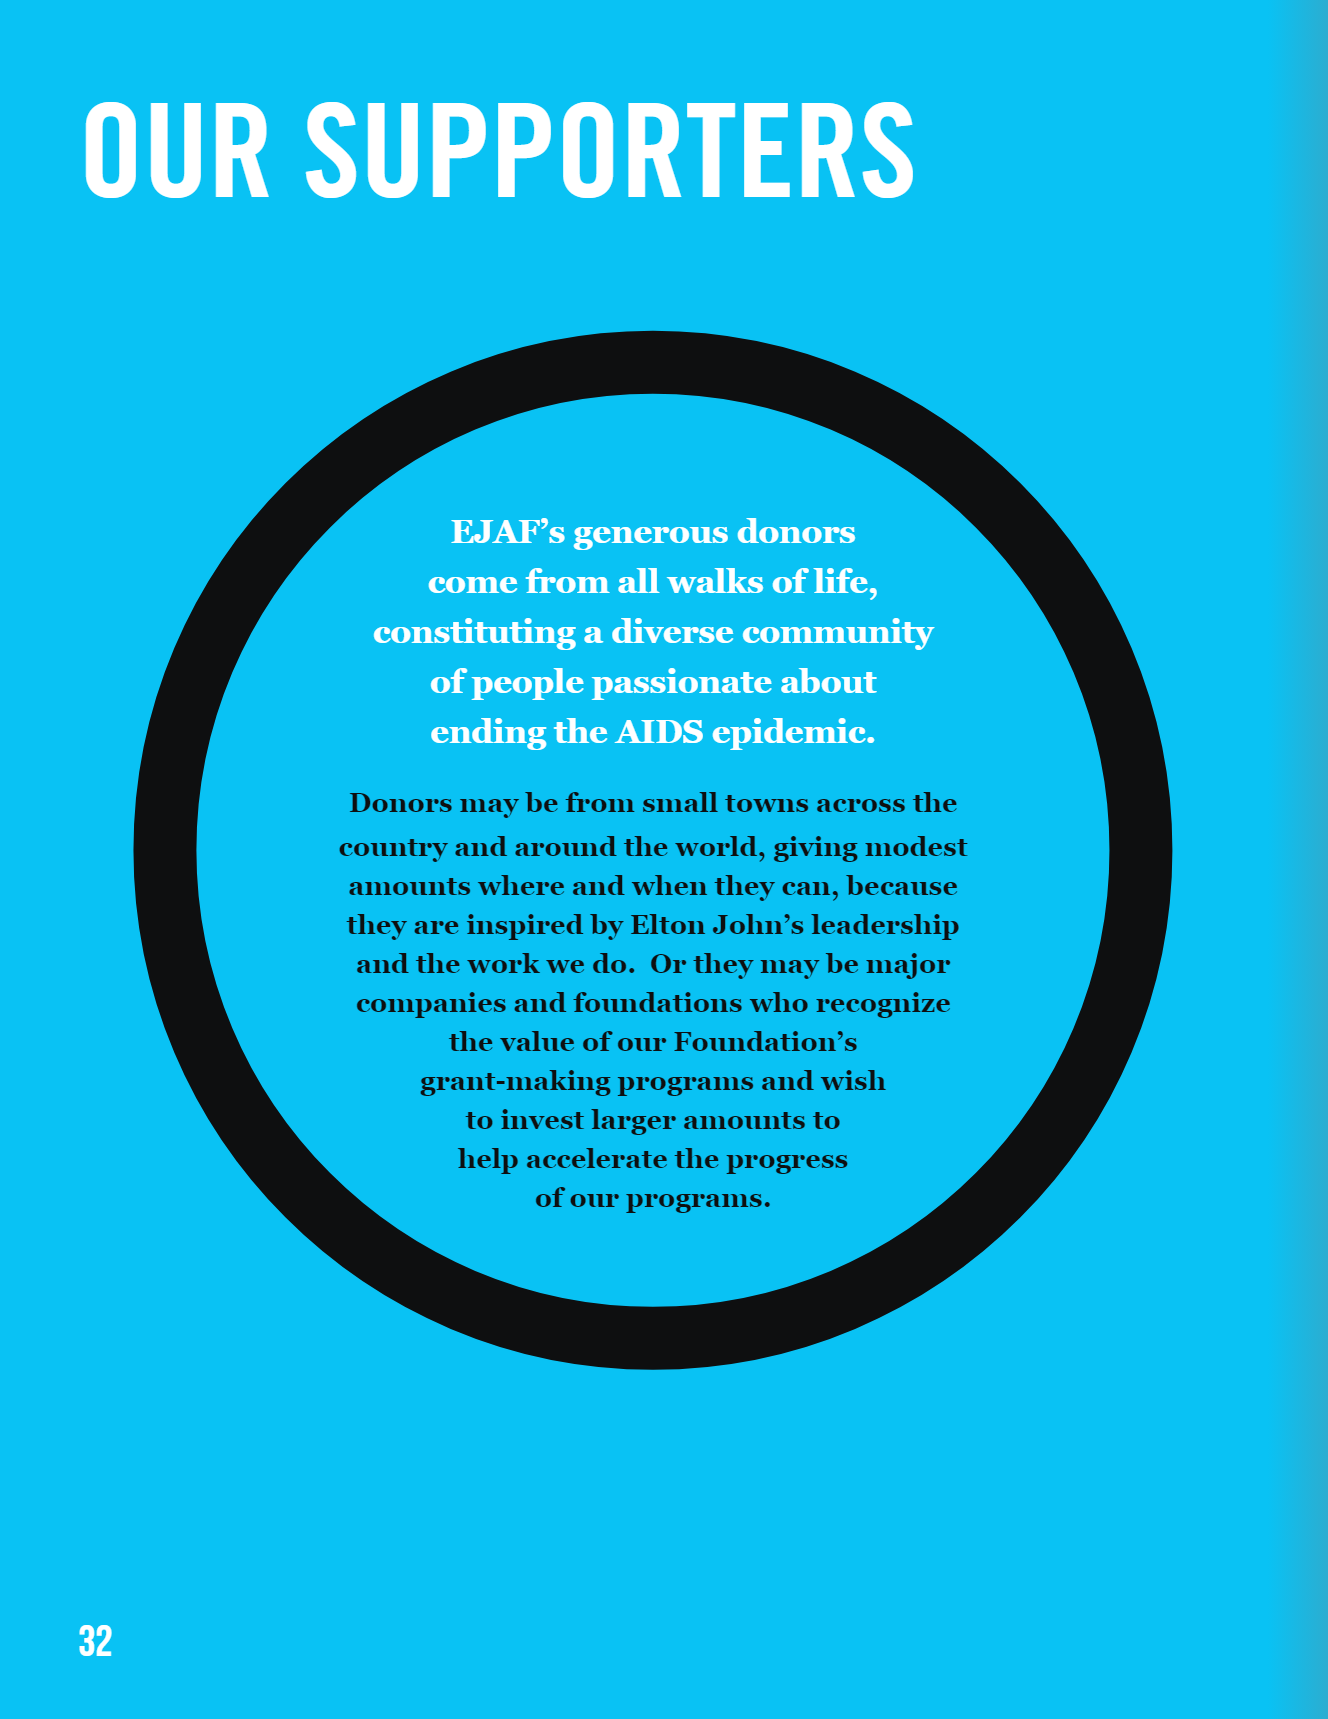 OUR SUPPORTERS
EJAF’s generous donors
come from all walks of life,
constituting a diverse community
of people passionate about
ending the AIDS epidemic.
Donors may be from small towns across the
country and around the world, giving modest
amounts where and when they can, because
they are inspired by Elton John’s leadership
and the work we do.  Or they may be major
companies and foundations who recognize
the value of our Foundation’s
grant-making programs and wish
to invest larger amounts to
help accelerate the progress
of our programs.
32